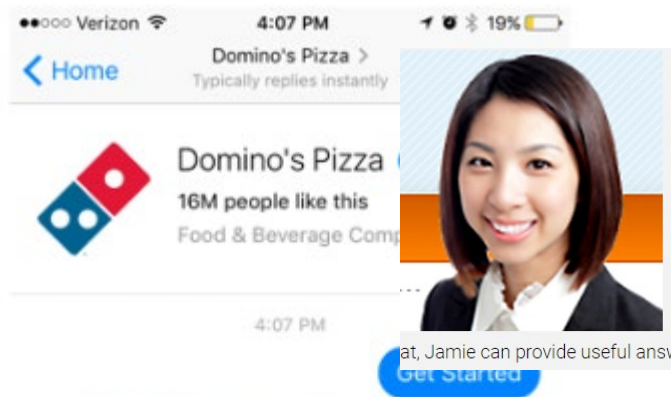 Verizon 4:07 PM 19%
Home Domino's Pizza >
Typically replies instantly
Domino's Pizza
16M people like this
Food & Beverage Comp
4:07 PM
at, Jamie can provide useful answ
Get Started